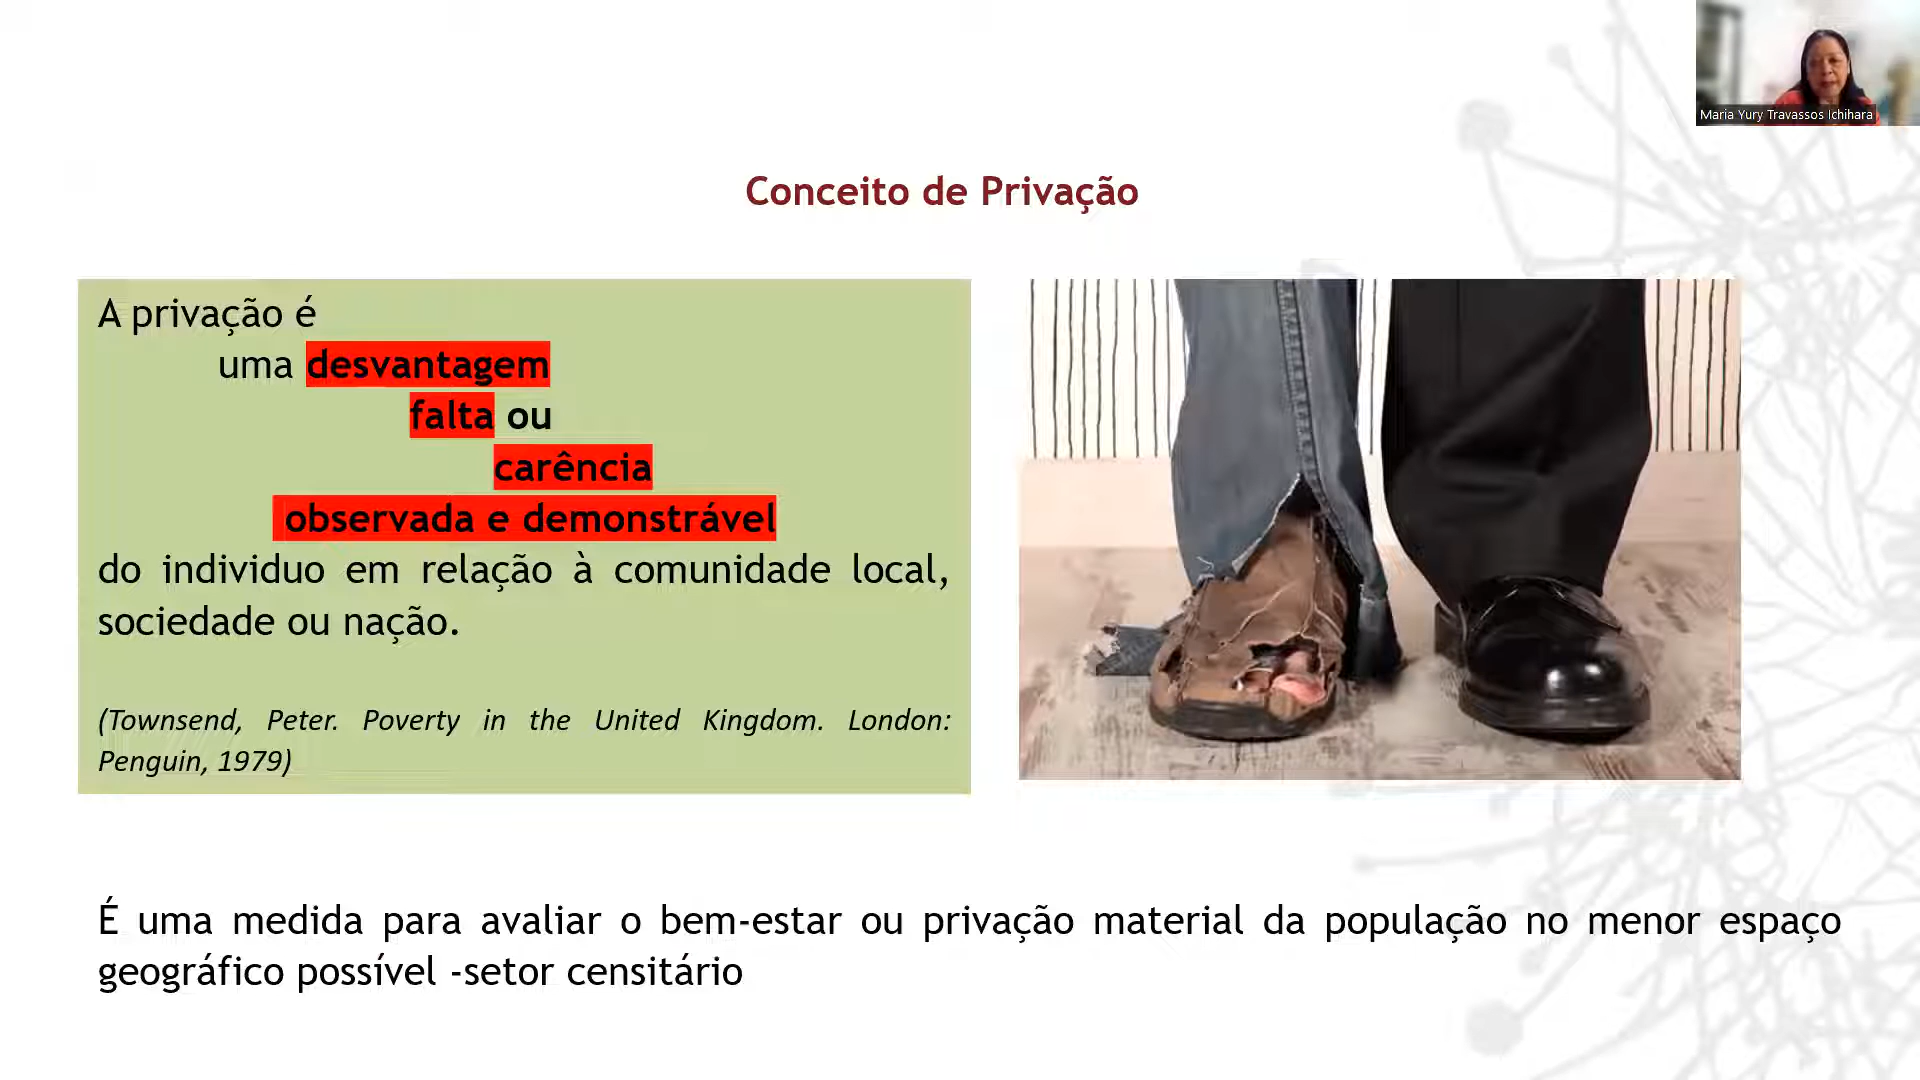 Maria Yury Travassos Ichihara
Conceito de Privação
A privação é
uma desvantagem
falta ou
carência
observada e demonstrável
do individuo em relação à comunidade local,
sociedade ou nação.
(Townsend, Peter. Poverty in the United Kingdom. London:
Penguin, 1979)
É uma medida para avaliar o bem-estar ou privação material da população no menor espaço
geográfico possível -setor censitário